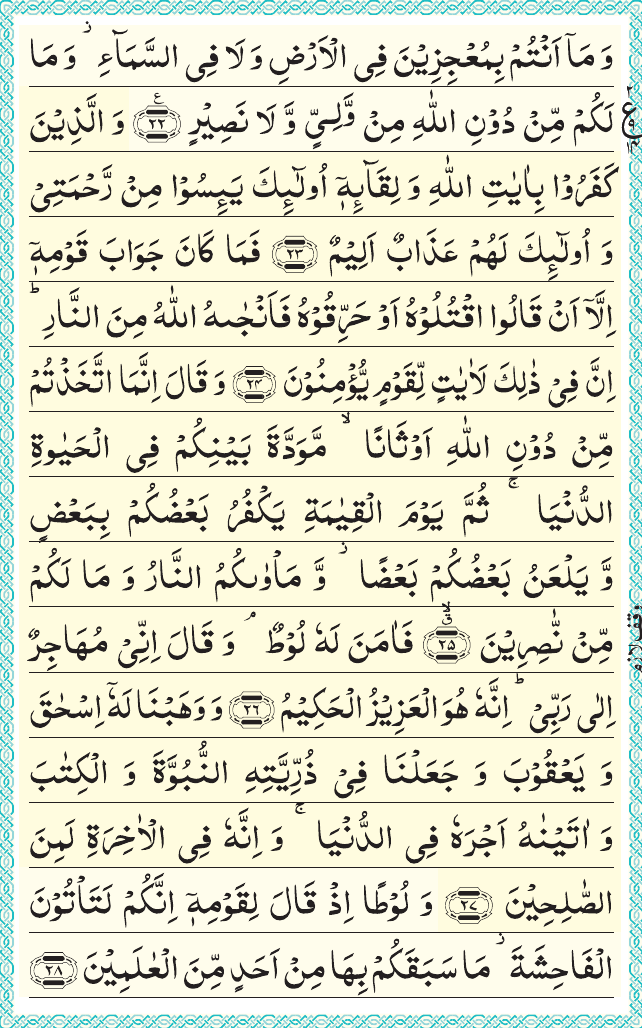 وَ مَاۤ اَنْتُمْ بِمُعْجِزِيْنَ فِى الْاَرْضِ وَ لَا فِى السَّمَآءِ ؗ وَ مَا
لَكُمْ مِّنْ دُوْنِ اللّٰهِ مِنْ وَّلِىٍّ وَّ لَا نَصِيْرٍ ۝٢٢ وَ الَّذِيْنَ
كَفَرُوْا بِاٰيٰتِ اللّٰهِ وَ لِقَآئِهٖۤ اُولٰٓئِكَ يَئِسُوْا مِنْ رَّحْمَتِىْ
وَ اُولٰٓئِكَ لَهُمْ عَذَابٌ اَلِيْمٌ ۝٢٣ فَمَا كَانَ جَوَابَ قَوْمِهٖۤ
اِلَّاۤ اَنْ قَالُوا اقْتُلُوْهُ اَوْ حَرِّقُوْهُ فَاَنْجٰىهُ اللّٰهُ مِنَ النَّارِ ؕ
اِنَّ فِىْ ذٰلِكَ لَاٰيٰتٍ لِّقَوْمٍ يُّؤْمِنُوْنَ ۝٢٤ وَ قَالَ اِنَّمَا اتَّخَذْتُمْ
مِّنْ دُوْنِ اللّٰهِ اَوْثَانًا ۙ مَّوَدَّةَ بَيْنِكُمْ فِى الْحَيٰوةِ
الدُّنْيَا ۚ ثُمَّ يَوْمَ الْقِيٰمَةِ يَكْفُرُ بَعْضُكُمْ بِبَعْضٍ
وَّ يَلْعَنُ بَعْضُكُمْ بَعْضًا ؗ وَّ مَاْوٰىكُمُ النَّارُ وَ مَا لَكُمْ
مِّنْ نّٰصِرِيْنَ ۝٢٥ فَاٰمَنَ لَهٗ لُوْطٌ ۘ وَ قَالَ اِنِّىْ مُهَاجِرٌ
اِلٰى رَبِّىْ ؕ اِنَّهٗ هُوَ الْعَزِيْزُ الْحَكِيْمُ ۝٢٦ وَ وَهَبْنَا لَهٗۤ اِسْحٰقَ
وَ يَعْقُوْبَ وَ جَعَلْنَا فِىْ ذُرِّيَّتِهِ النُّبُوَّةَ وَ الْكِتٰبَ
وَ اٰتَيْنٰهُ اَجْرَهٗ فِى الدُّنْيَا ۚ وَ اِنَّهٗ فِى الْاٰخِرَةِ لَمِنَ
الصّٰلِحِيْنَ ۝٢٧ وَ لُوْطًا اِذْ قَالَ لِقَوْمِهٖۤ اِنَّكُمْ لَتَاْتُوْنَ
الْفَاحِشَةَ ؗ مَا سَبَقَكُمْ بِهَا مِنْ اَحَدٍ مِّنَ الْعٰلَمِيْنَ ۝٢٨